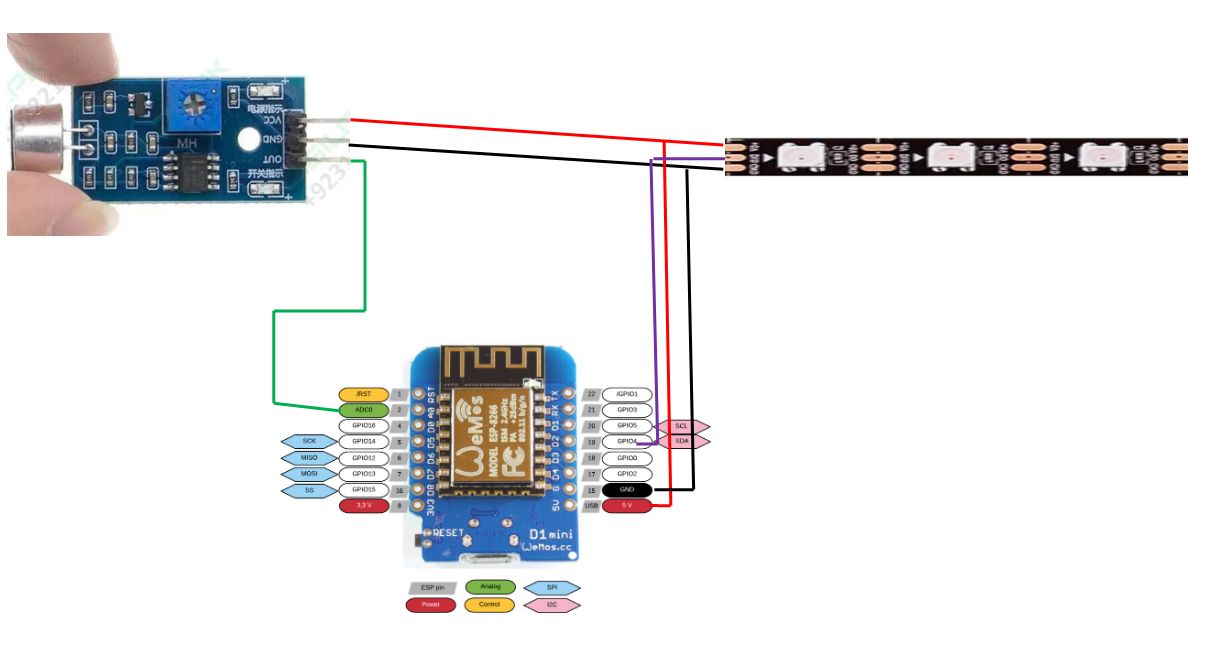 电源指示
VCC
GND
OUT
MH
开关指示
+923
/RST
1
RST
TX
22
/GPIO1
ADC0
2
A0
RX
21
GPIO3
GPIO16
4
D0
D1
20
GPIO5
SCL
SCK
GPIO14
5
D5
D2
19
GPIO4
SDA
MISO
GPIO12
6
D6
D3
18
GPIO0
MOSI
GPIO13
7
D7
D4
17
GPIO2
SS
GPIO15
16
D8
G
15
GND
3,3 V
8
3V3
5V
USB
5 V
WeMos
MODEL ESP-8266
ISM 2.4GHz
PA +25dBm
802.11 b/g/n
FC
RESET
D1 mini
WeMos.cc
ESP pin
Analog
SPI
Power
Control
I2C